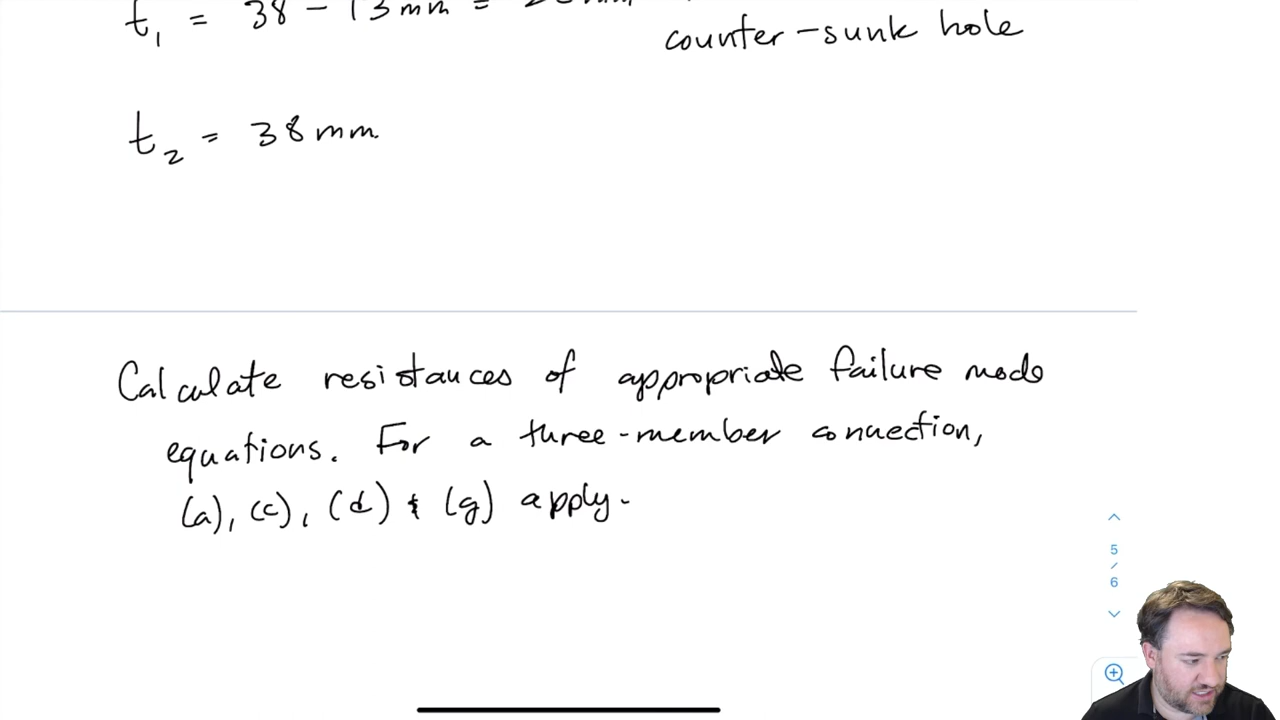 t₁ = 38 - 13 mm =
counter-sunk hole
t₂ = 38 mm
Calculate resistances of appropriate failure mode
equations. For a three-member connection,
(a), (c), (d) & (g) apply.
5
/
6